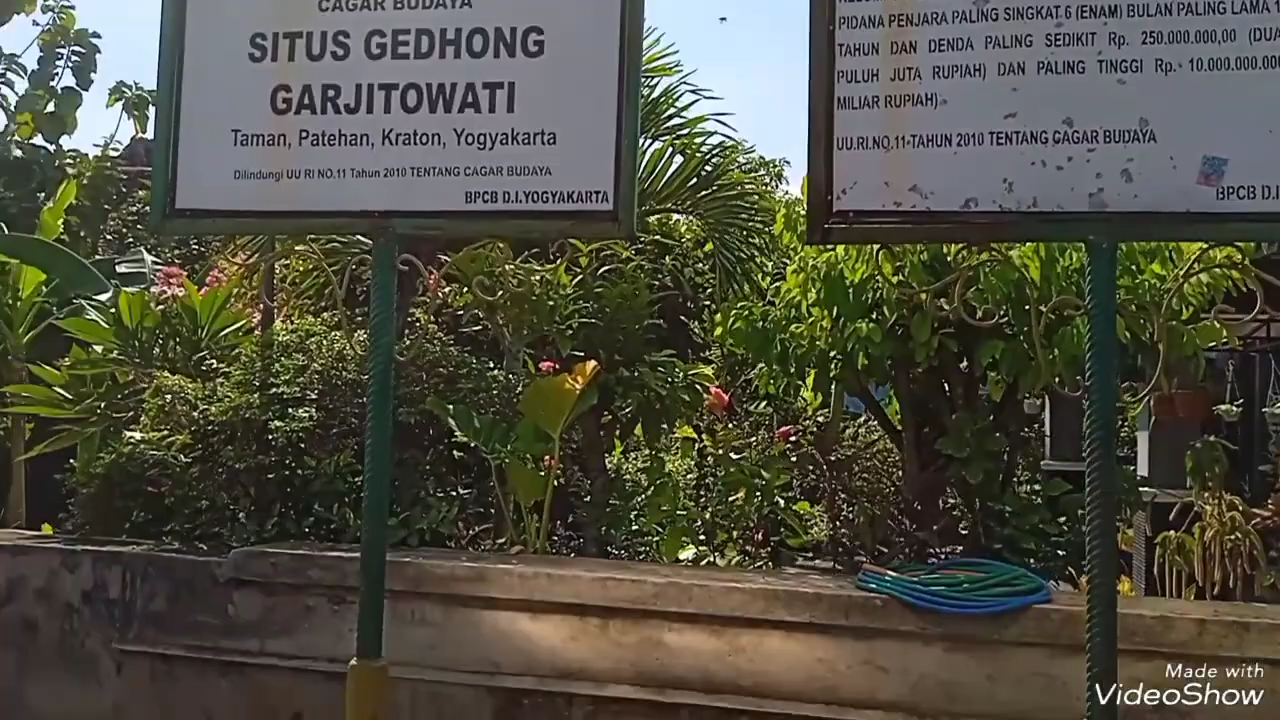 CAGAR BUDAYA
SITUS GEDHONG
GARJITOWATI
Taman, Patehan, Kraton, Yogyakarta
Dilindungi UU RI NO.11 Tahun 2010 TENTANG CAGAR BUDAYA
BPCB D.I.YOGYAKARTA
PIDANA PENJARA PALING SINGKAT 6 (ENAM) BULAN PALING LAMA 1
TAHUN DAN DENDA PALING SEDIKIT Rp. 250.000.000,00 (DUA
PULUH JUTA RUPIAH) DAN PALING TINGGI Rp. 10.000.000.00
MILIAR RUPIAH)
UU.RI.NO.11 TAHUN 2010 TENTANG CAGAR BUDAYA
BPCB D.I
Made with
VideoShow